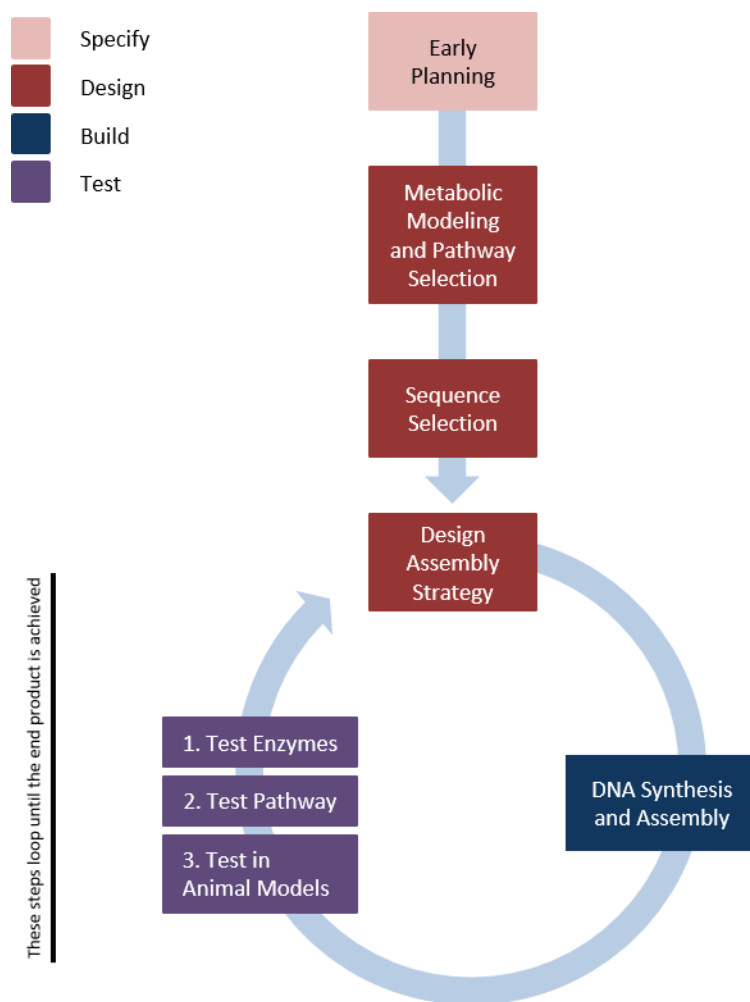 Specify
Design
Build
Test
Early
Planning
Metabolic
Modeling
and Pathway
Selection
Sequence
Selection
Design
Assembly
Strategy
These steps loop until the end product is achieved
1. Test Enzymes
2. Test Pathway
3. Test in
Animal Models
DNA Synthesis
and Assembly